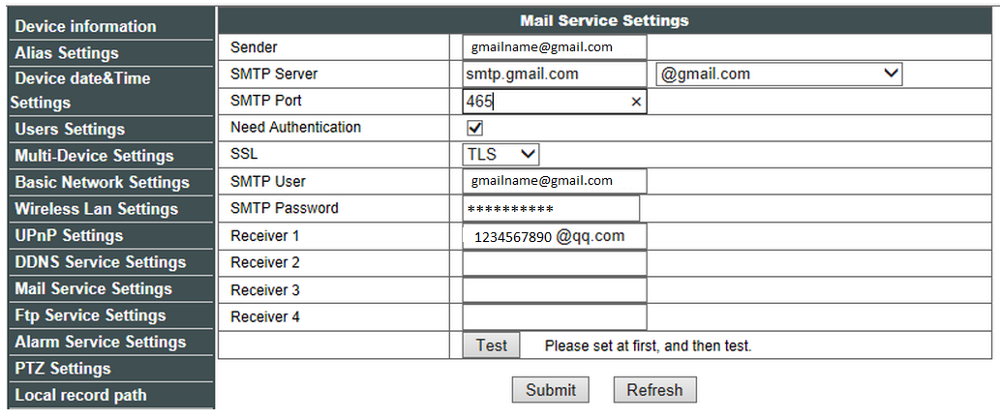 Device information
Alias Settings
Device date&Time
Settings
Users Settings
Multi-Device Settings
Basic Network Settings
Wireless Lan Settings
UPnP Settings
DDNS Service Settings
Mail Service Settings
Ftp Service Settings
Alarm Service Settings
PTZ Settings
Local record path
Mail Service Settings
Sender gmailname@gmail.com
SMTP Server smtp.gmail.com @gmail.com
SMTP Port 465 ×
Need Authentication
SSL TLS
SMTP User gmailname@gmail.com
SMTP Password **********
Receiver 1 1234567890 @qq.com
Receiver 2
Receiver 3
Receiver 4
Test Please set at first, and then test.
Submit Refresh